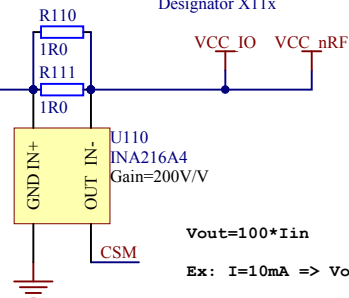 Designator X11x
R110
1R0
R111
1R0
VCC_IO VCC_nRF
U110
INA216A4
Gain=200V/V
GND IN+
OUT IN-
CSM
Vout=100*Iin
Ex: I=10mA => Vo